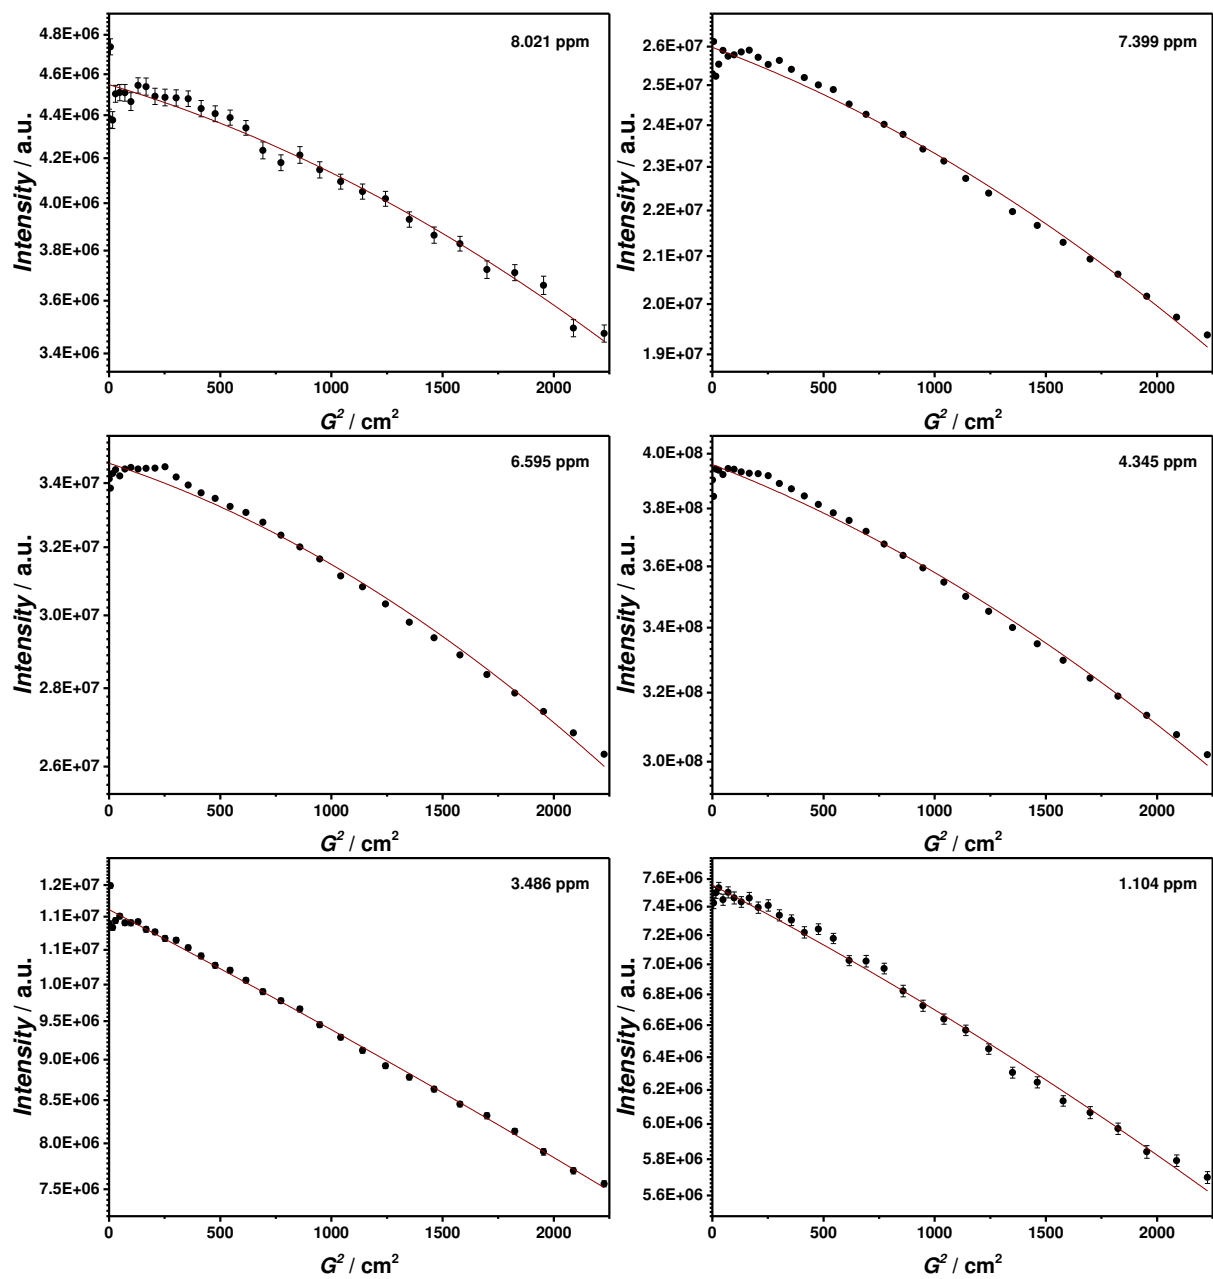 8.021 ppm
4.8E+06
4.6E+06
4.4E+06
4.2E+06
4.0E+06
3.8E+06
3.6E+06
3.4E+06
Intensity / a.u.
0 500 1000 1500 2000
G² / cm²
7.399 ppm
2.6E+07
2.5E+07
2.4E+07
2.3E+07
2.2E+07
2.1E+07
2.0E+07
1.9E+07
Intensity / a.u.
0 500 1000 1500 2000
G² / cm²
6.595 ppm
3.4E+07
3.2E+07
3.0E+07
2.8E+07
2.6E+07
Intensity / a.u.
0 500 1000 1500 2000
G² / cm²
4.345 ppm
4.0E+08
3.8E+08
3.6E+08
3.4E+08
3.2E+08
3.0E+08
Intensity / a.u.
0 500 1000 1500 2000
G² / cm²
3.486 ppm
1.2E+07
1.1E+07
1.1E+07
1.0E+07
9.5E+06
9.0E+06
8.5E+06
8.0E+06
7.5E+06
Intensity / a.u.
0 500 1000 1500 2000
G² / cm²
1.104 ppm
7.6E+06
7.4E+06
7.2E+06
7.0E+06
6.8E+06
6.6E+06
6.4E+06
6.2E+06
6.0E+06
5.8E+06
5.6E+06
Intensity / a.u.
0 500 1000 1500 2000
G² / cm²